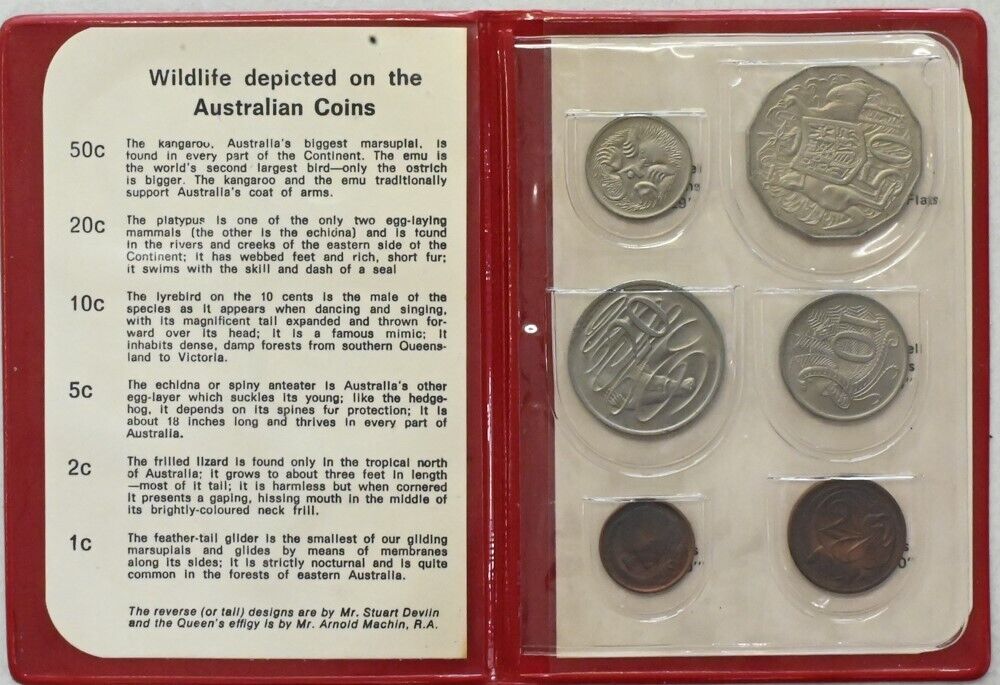 Wildlife depicted on the
Australian Coins
50c
The kangaroo, Australia's biggest marsupial, is
found in every part of the Continent. The emu is
the world's second largest bird—only the ostrich
is bigger. The kangaroo and the emu traditionally
support Australia's coat of arms.
20c
The platypus is one of the only two egg-laying
mammals (the other is the echidna) and is found
in the rivers and creeks of the eastern side of the
Continent; it has webbed feet and rich, short fur;
it swims with the skill and dash of a seal
10c
The lyrebird on the 10 cents is the male of the
species as it appears when dancing and singing,
with its magnificent tail expanded and thrown for-
ward over its head; it is a famous mimic; it
inhabits dense, damp forests from southern Queens-
land to Victoria.
5c
The echidna or spiny anteater is Australia's other
egg-layer which suckles its young; like the hedge-
hog, it depends on its spines for protection; it is
about 18 inches long and thrives in every part of
Australia.
2c
The frilled lizard is found only in the tropical north
of Australia; it grows to about three feet in length
—most of it tail; it is harmless but when cornered
it presents a gaping, hissing mouth in the middle of
its brightly-coloured neck frill.
1c
The feather-tail glider is the smallest of our gliding
marsupials and glides by means of membranes
along its sides; it is strictly nocturnal and is quite
common in the forests of eastern Australia.
The reverse (or tail) designs are by Mr. Stuart Devlin
and the Queen's effigy is by Mr. Arnold Machin, R.A.
5
50
Flats
20
10
2